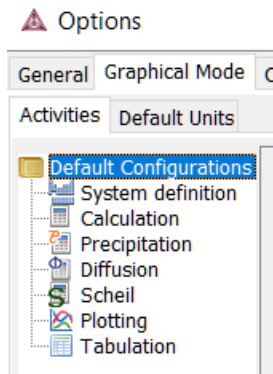 Options
General Graphical Mode
Activities Default Units
Default Configurations
System definition
Calculation
Precipitation
Diffusion
Scheil
Plotting
Tabulation